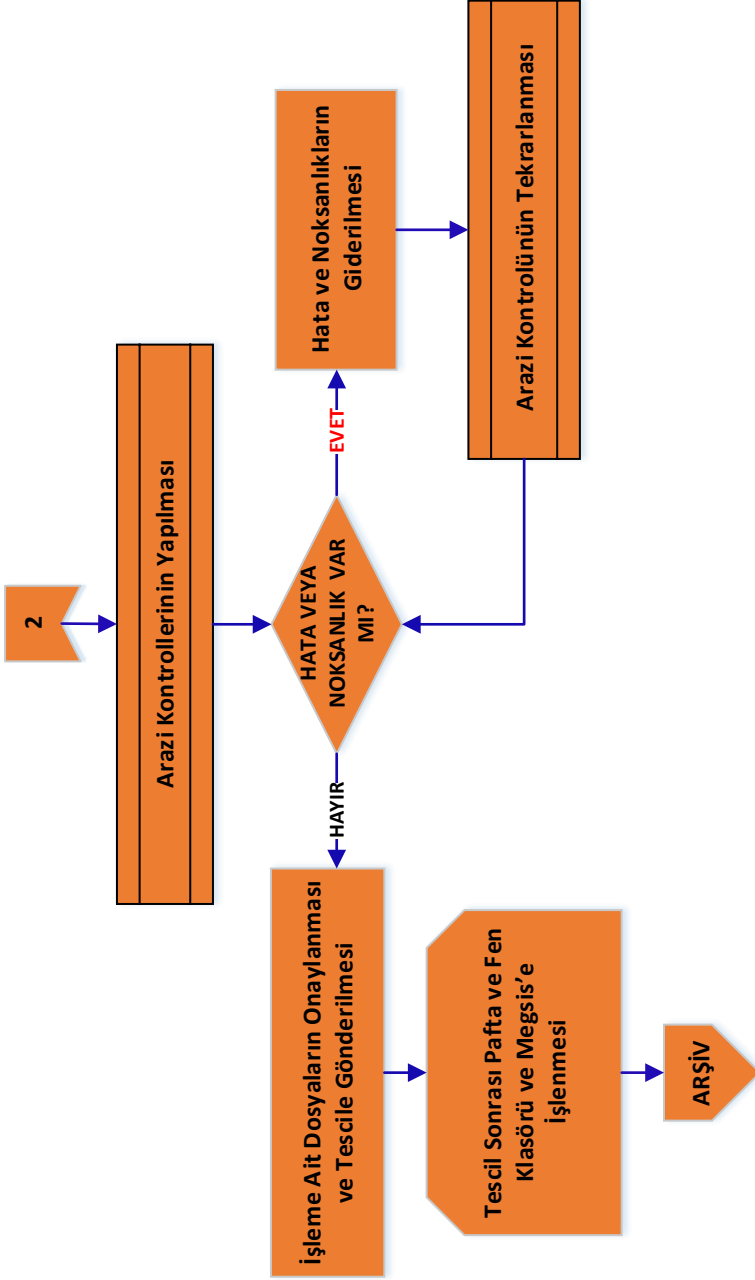 2
Arazi Kontrollerinin Yapılması
HATA VEYA
NOKSANLIK VAR
MI?
EVET
Hata ve Noksanlıkların
Giderilmesi
Arazi Kontrolünün Tekrarlanması
HAYIR
İşleme Ait Dosyaların Onaylanması
ve Tescile Gönderilmesi
Tescil Sonrası Pafta ve Fen
Klasörü ve Megsis’e
İşlenmesi
ARŞİV